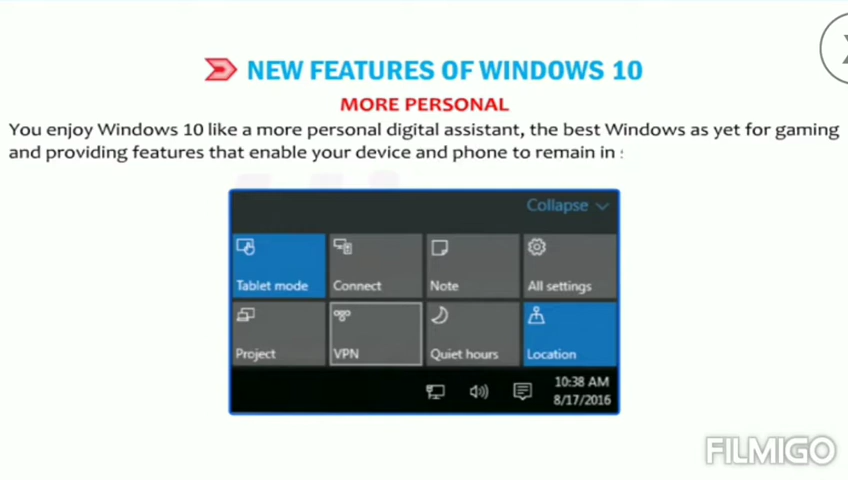 NEW FEATURES OF WINDOWS 10
MORE PERSONAL
You enjoy Windows 10 like a more personal digital assistant, the best Windows as yet for gaming
and providing features that enable your device and phone to remain in
Collapse
Tablet mode
Connect
Note
All settings
Project
VPN
Quiet hours
Location
10:38 AM
8/17/2016
FILMIGO